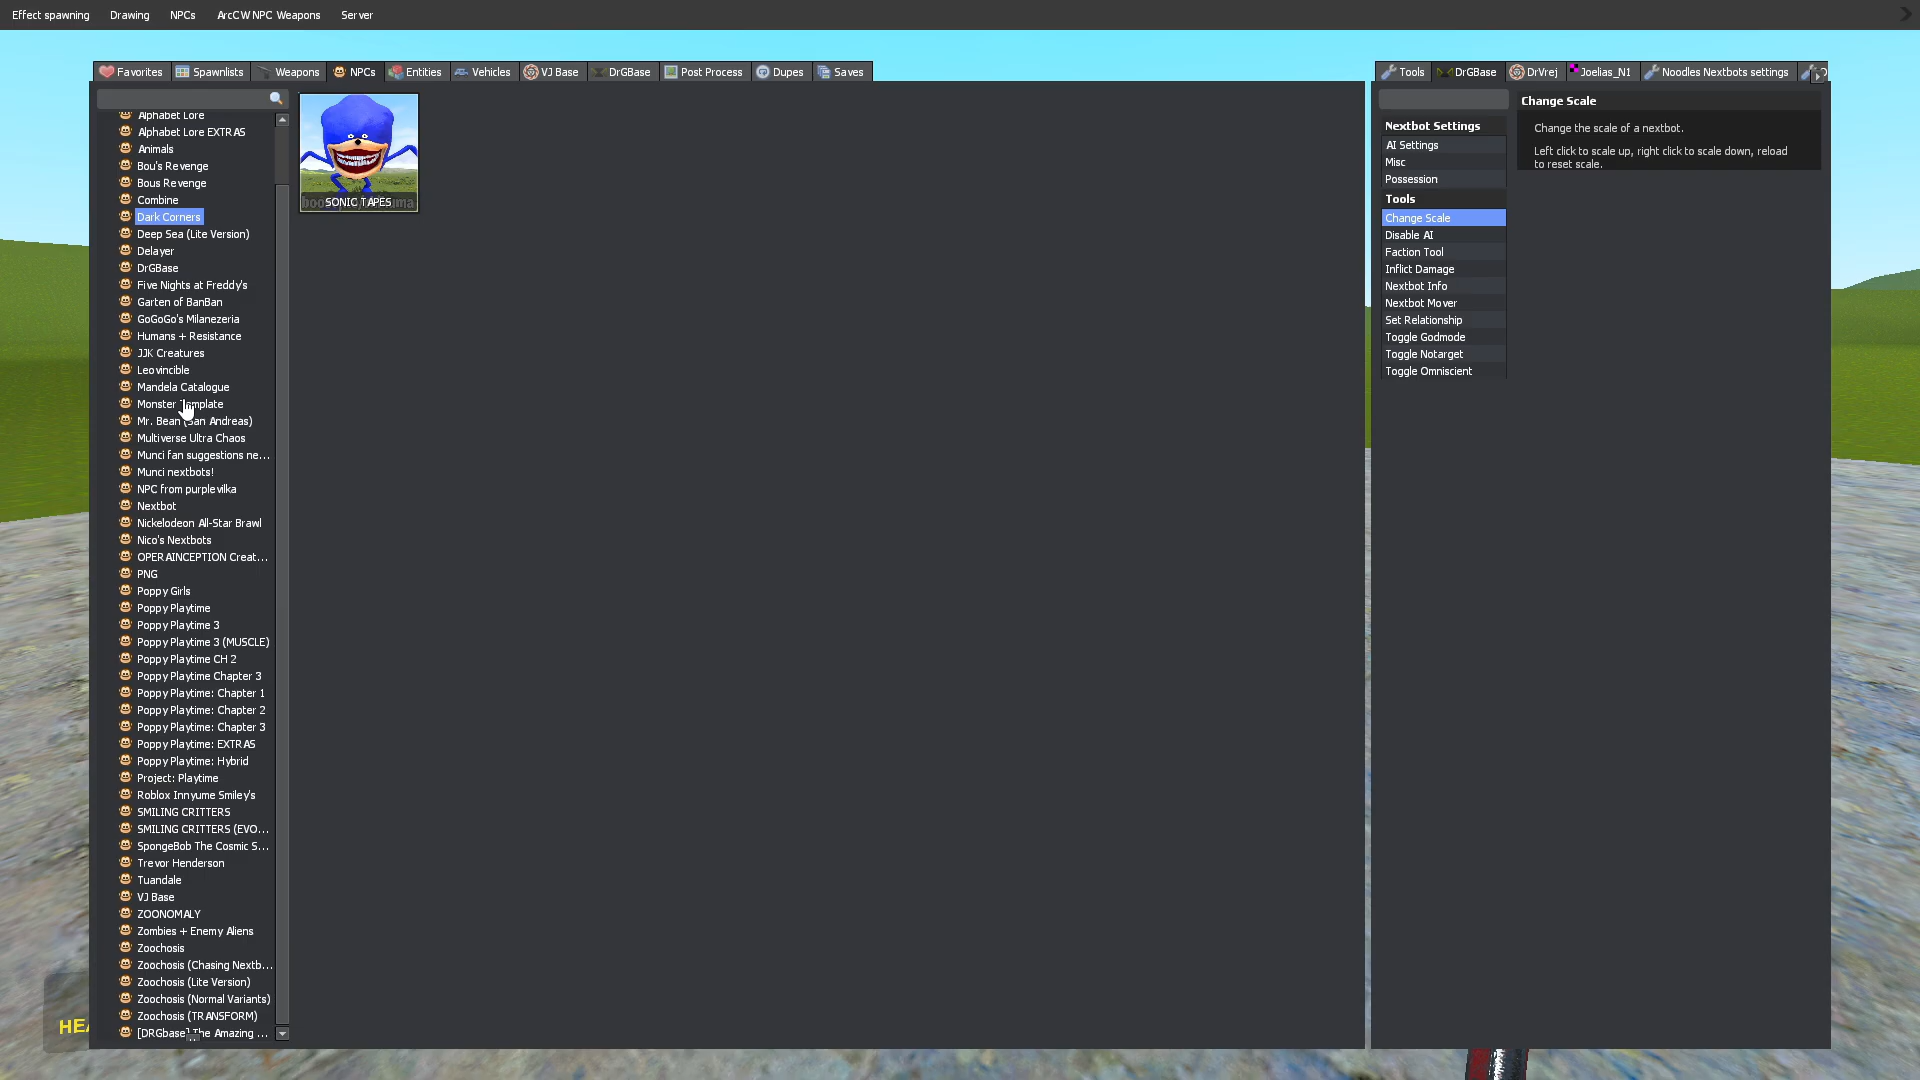 Effect spawning Drawing NPCs ArcCW NPC Weapons Server
Favorites Spawnlists Weapons NPCs Entities Vehicles VJ Base DrGBase Post Process Dupes Saves
Alphabet Lore
Alphabet Lore EXTRAS
Animals
Bou's Revenge
Bous Revenge
Combine
Dark Corners
Deep Sea (Lite Version)
Delayer
DrGBase
Five Nights at Freddy's
Garten of BanBan
GoGoGo's Milanezeria
Humans + Resistance
JJK Creatures
Leovincible
Mandela Catalogue
Monster Template
Mr. Bean (San Andreas)
Multiverse Ultra Chaos
Munci fan suggestions ne...
Munci nextbots!
NPC from purplevilka
Nextbot
Nickelodeon All-Star Brawl
Nico's Nextbots
OPERAINCEPTION Creat...
PNG
Poppy Girls
Poppy Playtime
Poppy Playtime 3
Poppy Playtime 3 (MUSCLE)
Poppy Playtime CH 2
Poppy Playtime Chapter 3
Poppy Playtime: Chapter 1
Poppy Playtime: Chapter 2
Poppy Playtime: Chapter 3
Poppy Playtime: EXTRAS
Poppy Playtime: Hybrid
Project: Playtime
Roblox Innyume Smiley's
SMILING CRITTERS
SMILING CRITTERS (EVO...
SpongeBob The Cosmic S...
Trevor Henderson
Tuandale
VJ Base
ZOONOMALY
Zombies + Enemy Aliens
Zoochosis
Zoochosis (Chasing Nextb...
Zoochosis (Lite Version)
Zoochosis (Normal Variants)
Zoochosis (TRANSFORM)
[DRGbase] The Amazing ...
SONIC TAPES
HEA
Tools DrGBase DrVrej Joelias_N1 Noodles Nextbots settings
Nextbot Settings
AI Settings
Misc
Possession
Tools
Change Scale
Disable AI
Faction Tool
Inflict Damage
Nextbot Info
Nextbot Mover
Set Relationship
Toggle Godmode
Toggle Notarget
Toggle Omniscient
Change Scale
Change the scale of a nextbot.
Left click to scale up, right click to scale down, reload
to reset scale.